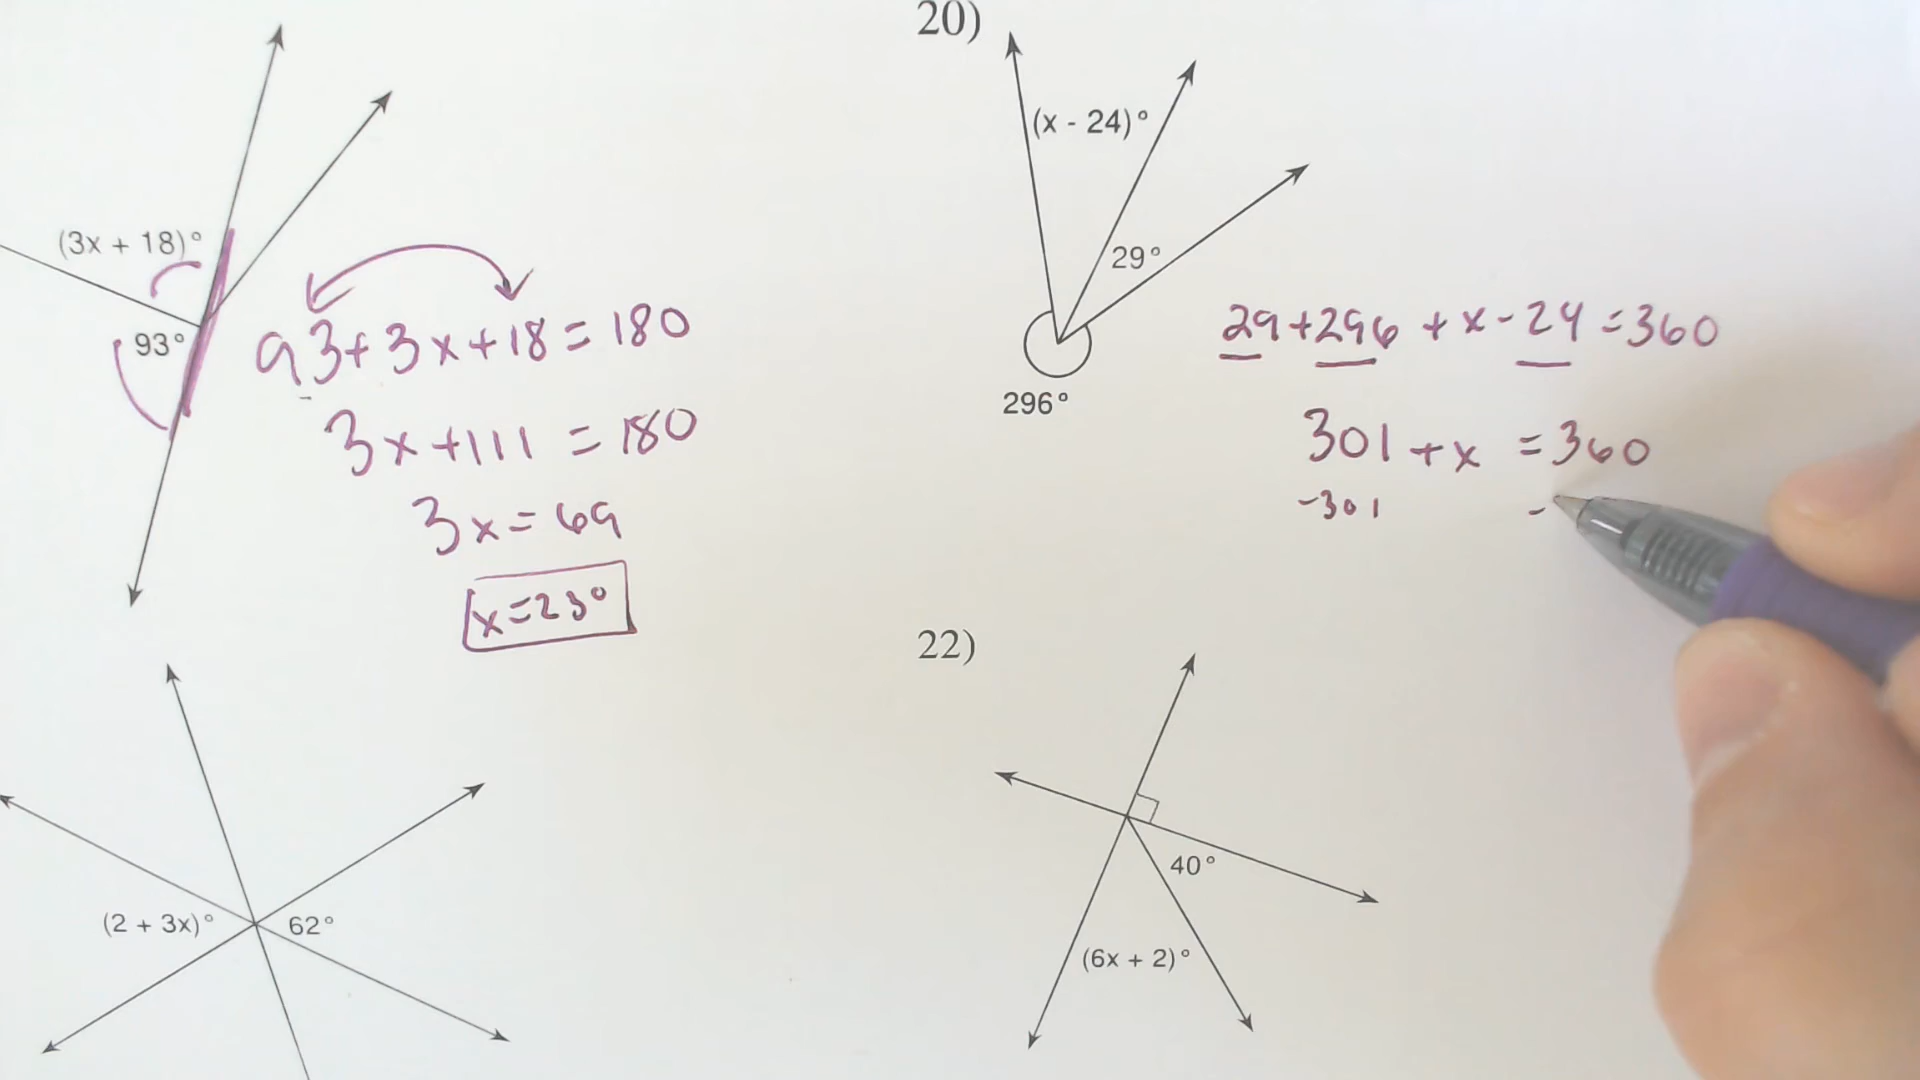 (3x + 18)°
93°
93+3x+18=180
3x+111=180
3x=69
x=23°
20)
(x - 24)°
29°
296°
29+296+x-24=360
301+x=360
-301 -
(2 + 3x)°
62°
22)
40°
(6x + 2)°